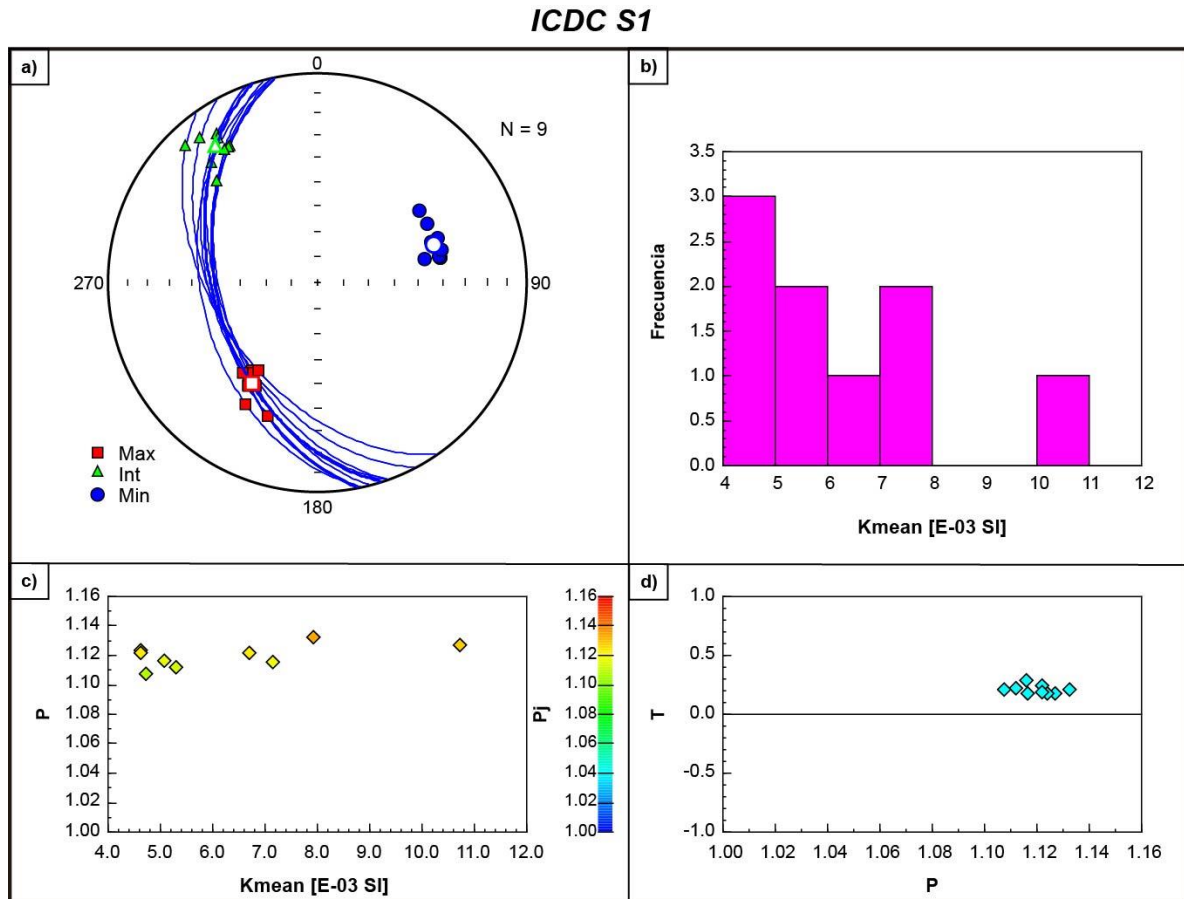 ICDC S1
a)
0
N = 9
270
90
180
Max
Int
Min
b)
3.5
3.0
2.5
2.0
1.5
1.0
0.5
0.0
Frecuencia
4 5 6 7 8 9 10 11 12
Kmean [E-03 SI]
c)
1.16
1.14
1.12
1.10
1.08
1.06
1.04
1.02
1.00
P
4.0 5.0 6.0 7.0 8.0 9.0 10.0 11.0 12.0
Kmean [E-03 SI]
Pj
1.16
1.14
1.12
1.10
1.08
1.06
1.04
1.02
1.00
d)
1.0
0.5
0.0
-0.5
-1.0
T
1.00 1.02 1.04 1.06 1.08 1.10 1.12 1.14 1.16
P